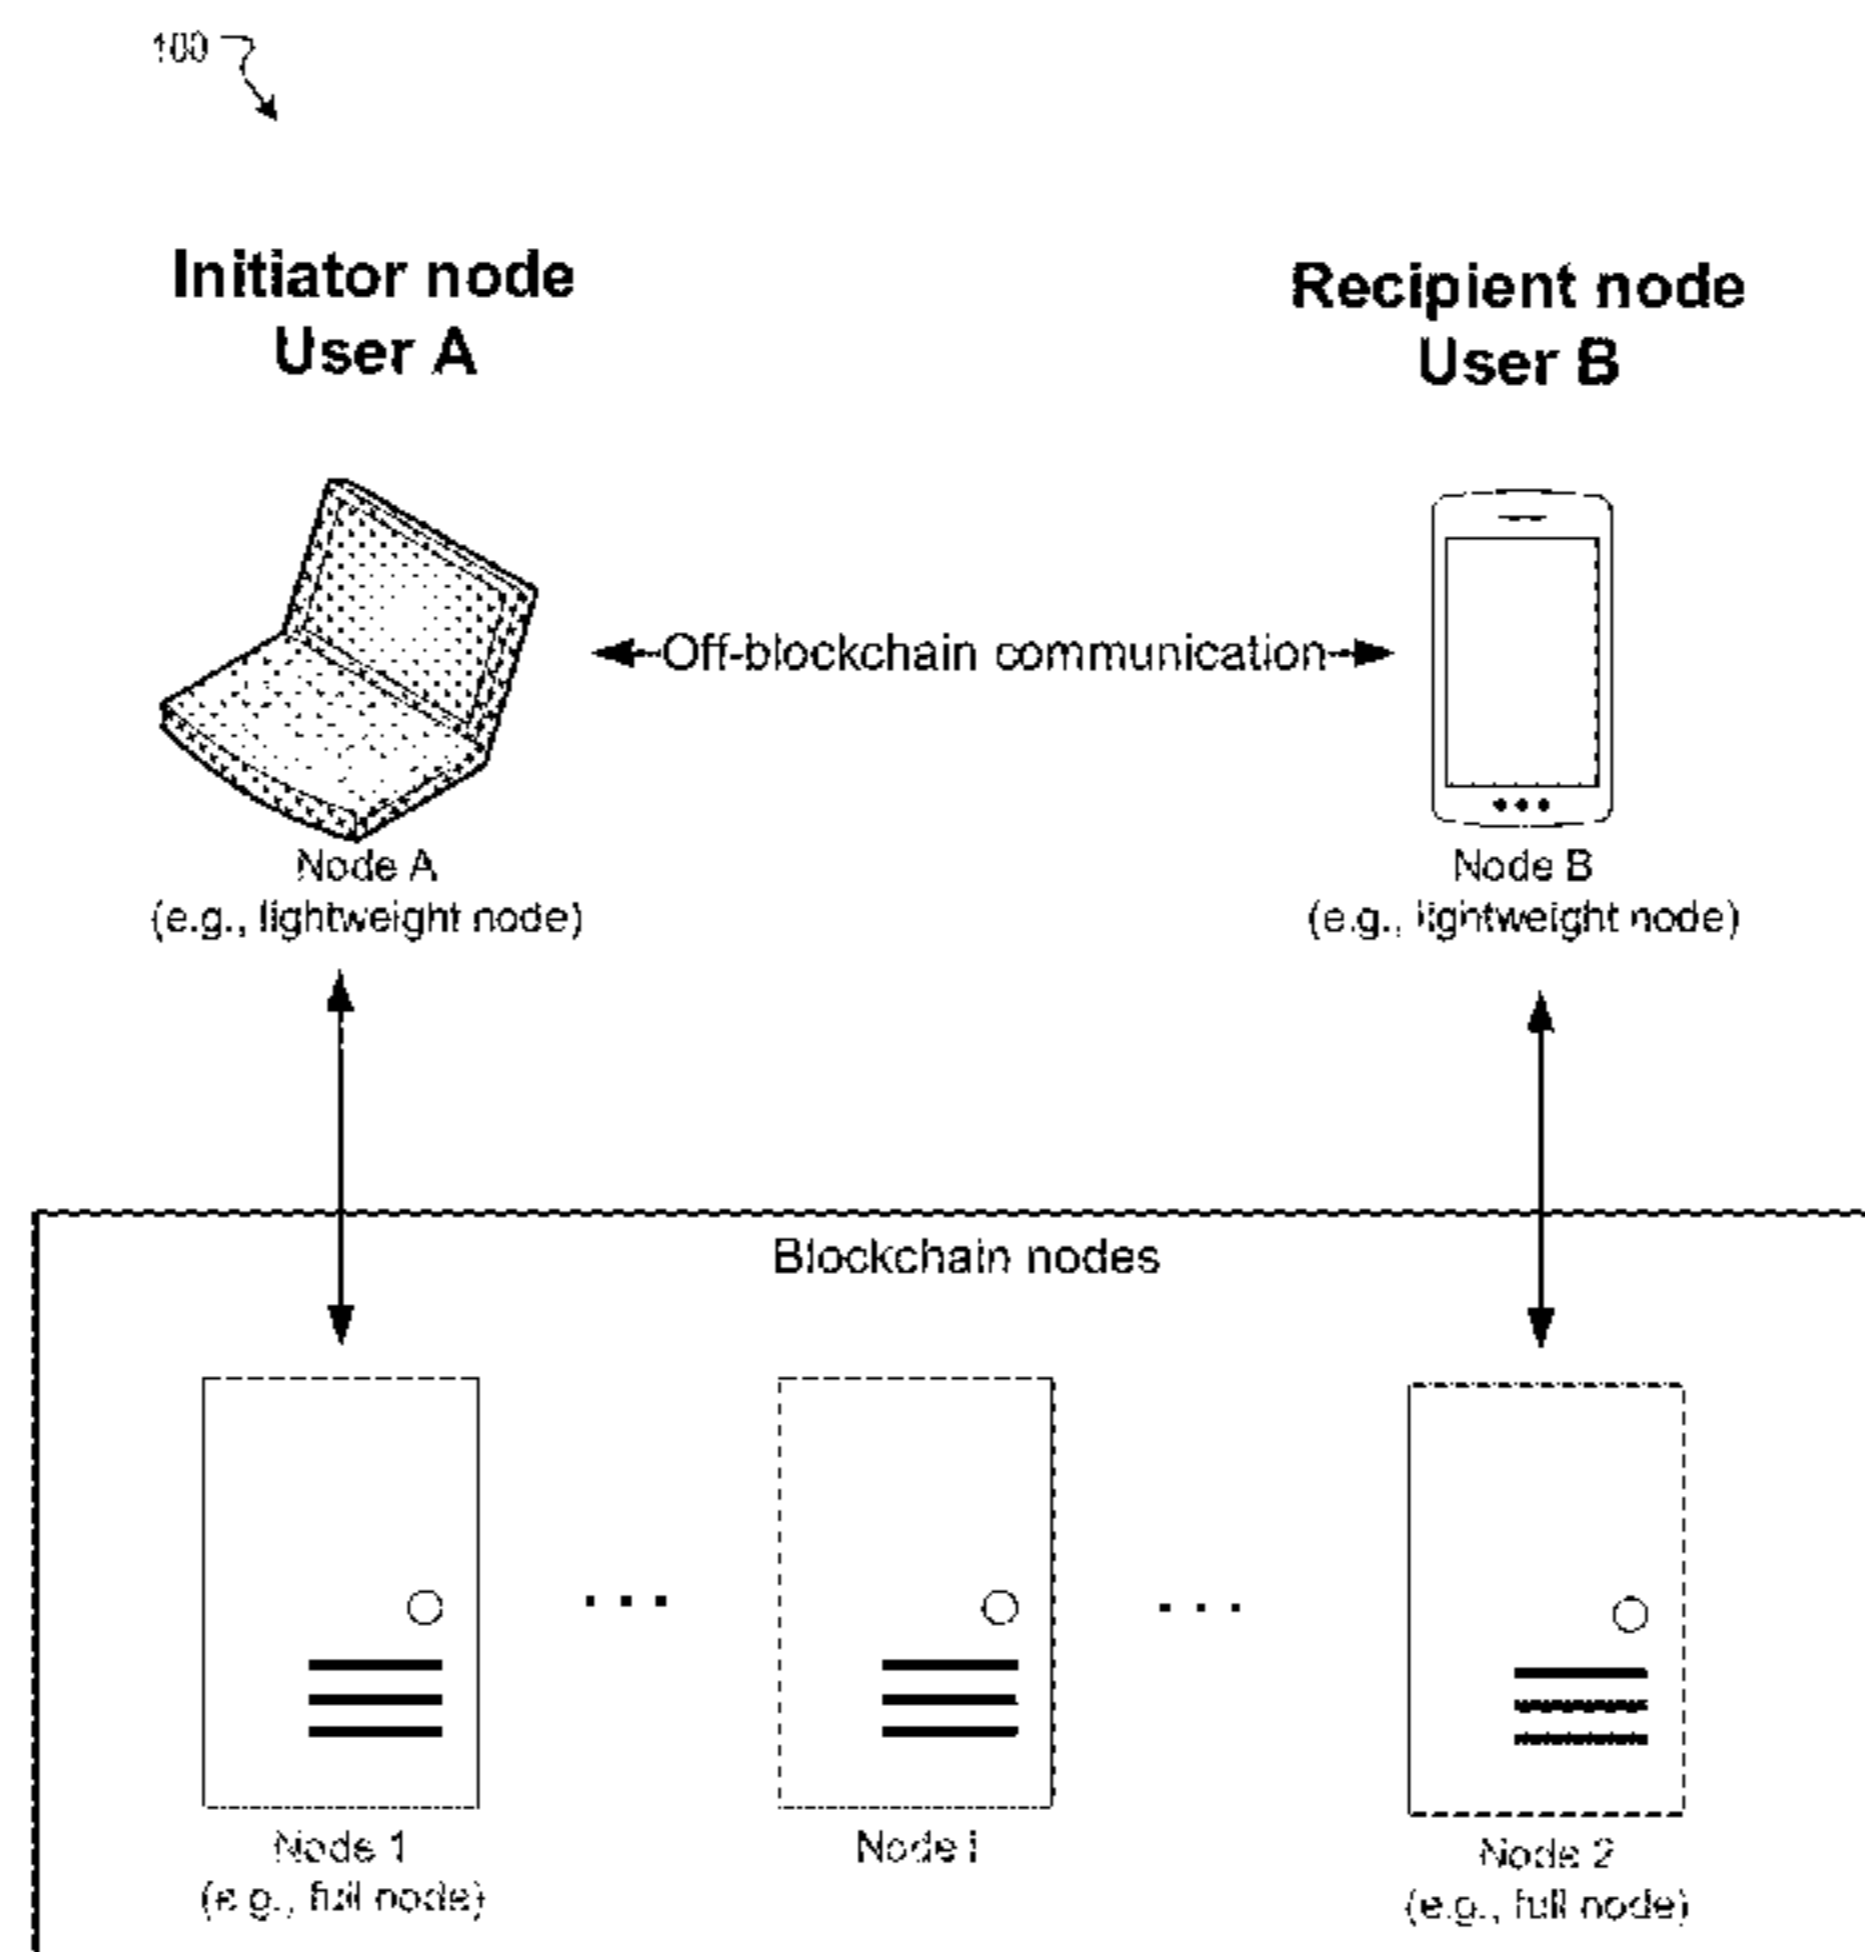 100
Initiator node
User A
Recipient node
User B
Off-blockchain communication
Node A
(e.g., lightweight node)
Node B
(e.g., lightweight node)
Blockchain nodes
Node 1
(e.g., full node)
Node i
Node 2
(e.g., full node)